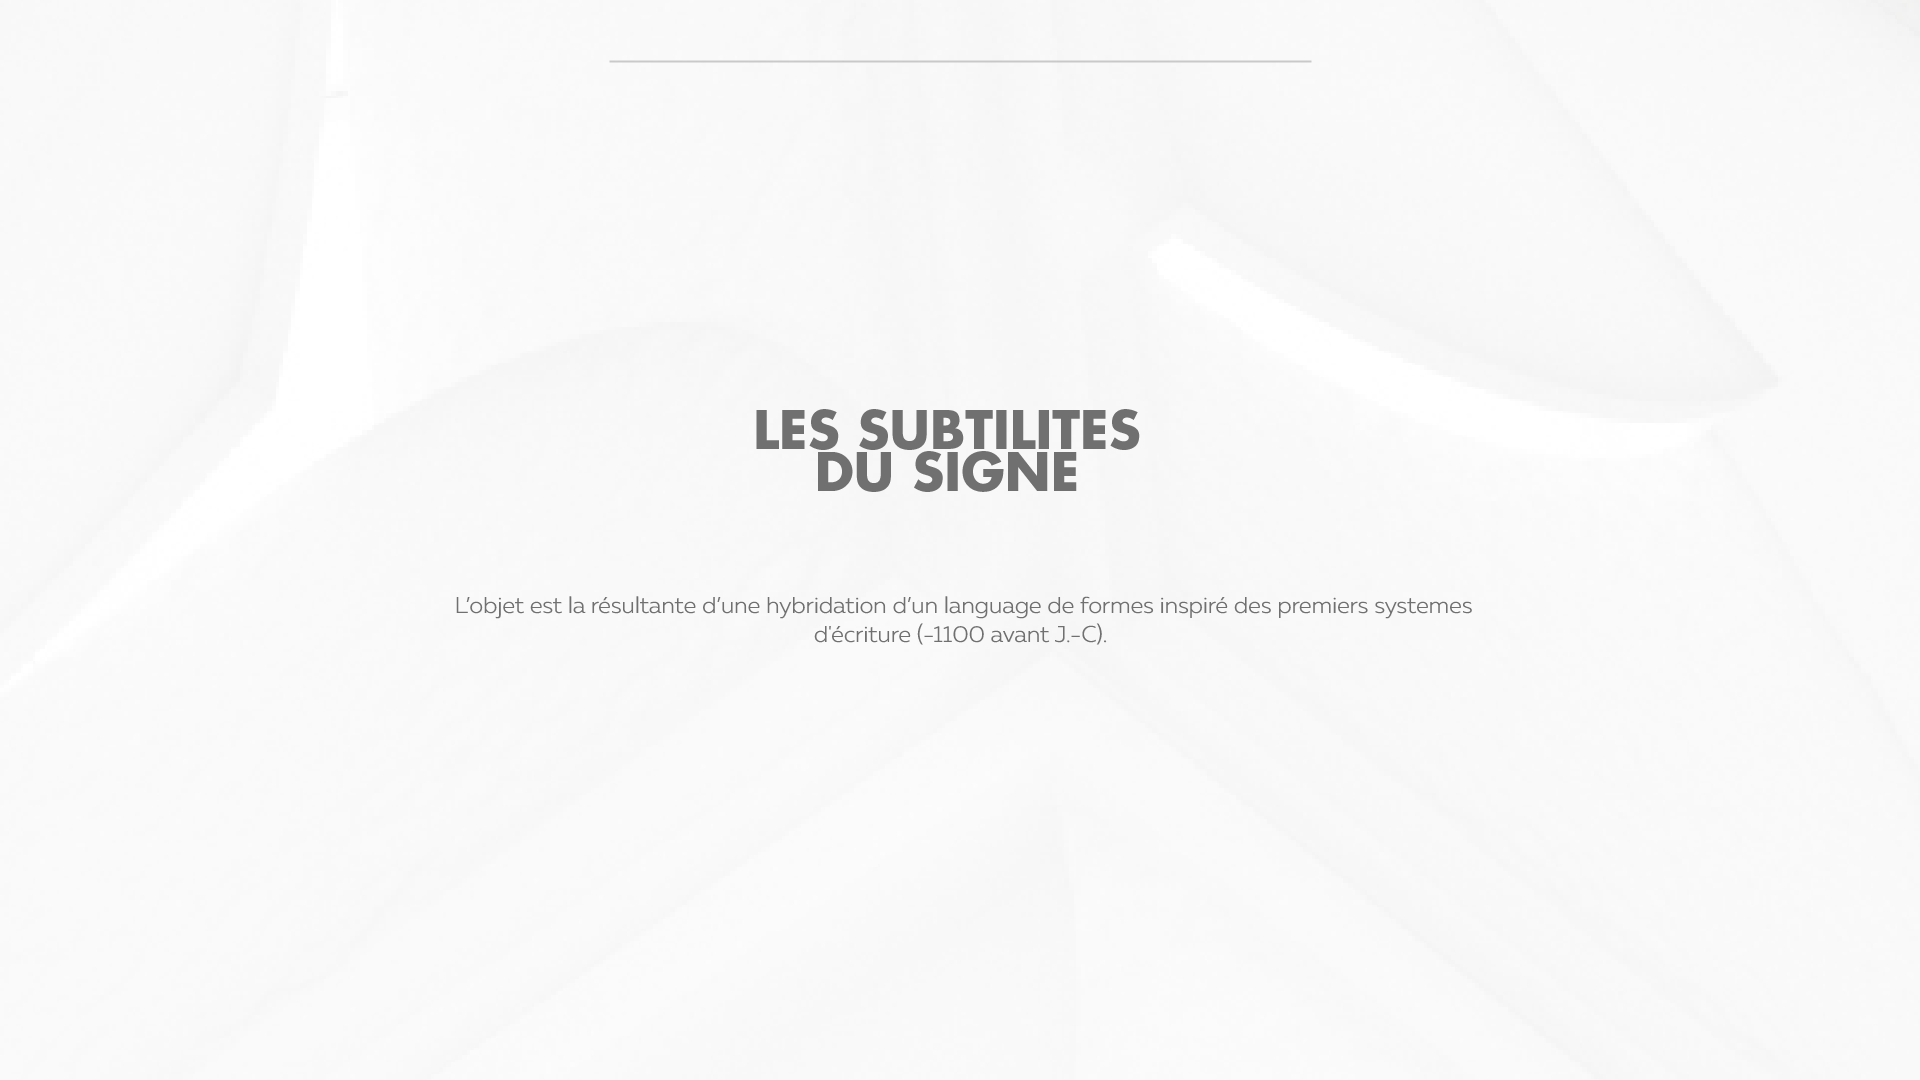 LES SUBTILITES
DU SIGNE
L’objet est la résultante d’une hybridation d’un language de formes inspiré des premiers systemes
d'écriture (-1100 avant J.-C).